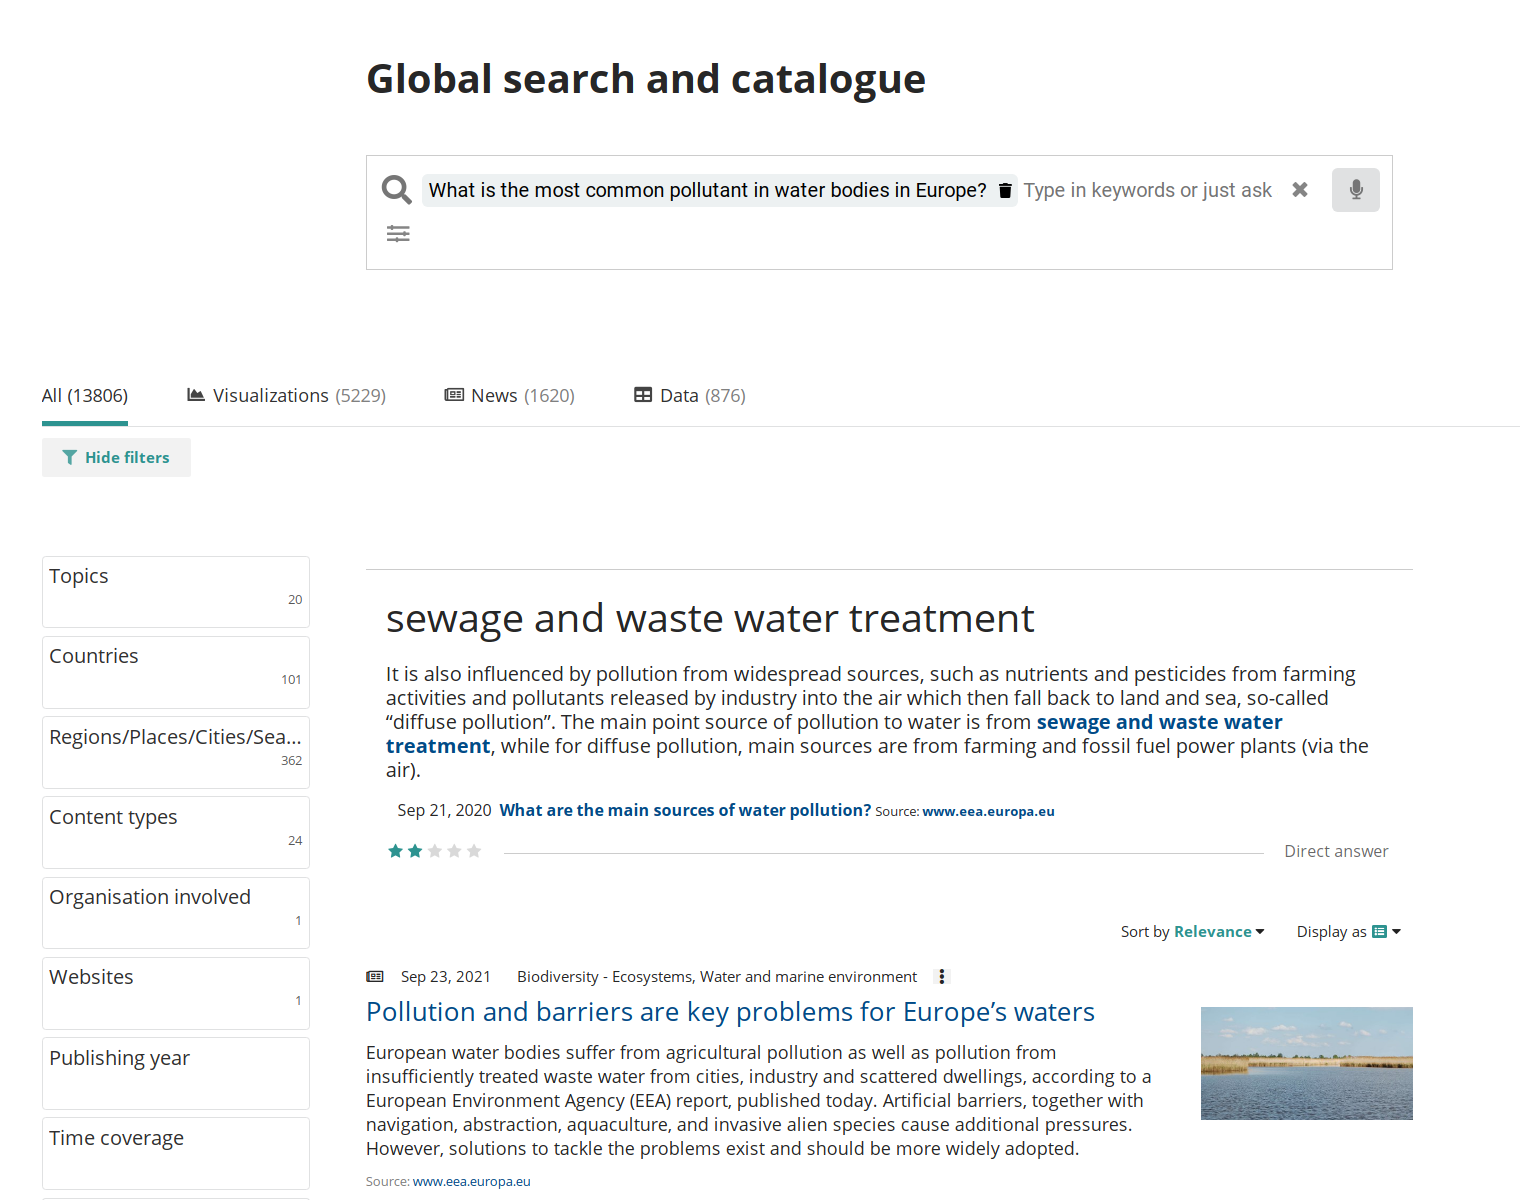 Global search and catalogue
What is the most common pollutant in water bodies in Europe? Type in keywords or just ask
All (13806) Visualizations (5229) News (1620) Data (876)
Hide filters
Topics
20
Countries
101
Regions/Places/Cities/Sea...
362
Content types
24
Organisation involved
1
Websites
1
Publishing year
Time coverage
sewage and waste water treatment
It is also influenced by pollution from widespread sources, such as nutrients and pesticides from farming
activities and pollutants released by industry into the air which then fall back to land and sea, so-called
“diffuse pollution”. The main point source of pollution to water is from sewage and waste water
treatment, while for diffuse pollution, main sources are from farming and fossil fuel power plants (via the
air).
Sep 21, 2020 What are the main sources of water pollution? Source: www.eea.europa.eu
Direct answer
Sort by Relevance Display as
Sep 23, 2021 Biodiversity - Ecosystems, Water and marine environment
Pollution and barriers are key problems for Europe’s waters
European water bodies suffer from agricultural pollution as well as pollution from
insufficiently treated waste water from cities, industry and scattered dwellings, according to a
European Environment Agency (EEA) report, published today. Artificial barriers, together with
navigation, abstraction, aquaculture, and invasive alien species cause additional pressures.
However, solutions to tackle the problems exist and should be more widely adopted.
Source: www.eea.europa.eu